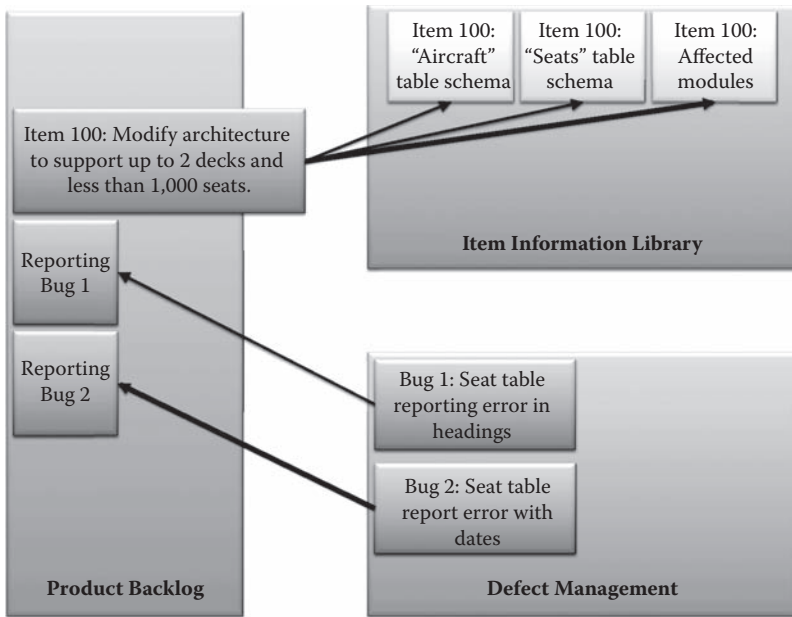 Item 100: Modify architecture
to support up to 2 decks and
less than 1,000 seats.
Reporting
Bug 1
Reporting
Bug 2
Product Backlog
Item 100:
“Aircraft”
table schema
Item 100:
“Seats” table
schema
Item 100:
Affected
modules
Item Information Library
Bug 1: Seat table
reporting error in
headings
Bug 2: Seat table
report error with
dates
Defect Management